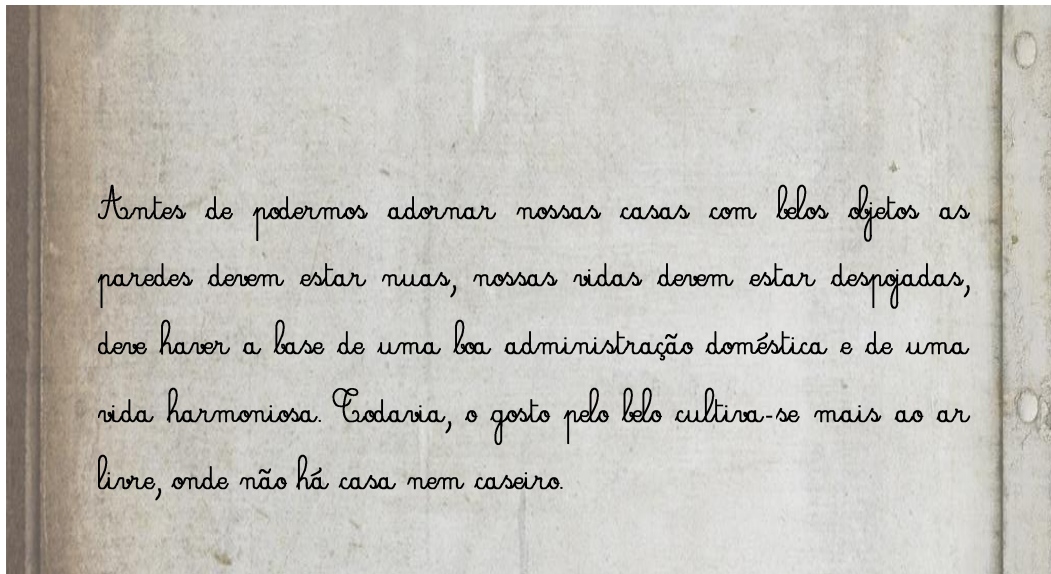 Antes de podermos adornar nossas casas com belos objetos as
paredes devem estar nuas, nossas vidas devem estar despojadas,
deve haver a base de uma boa administração doméstica e de uma
vida harmoniosa. Todavia, o gosto pelo belo cultiva-se mais ao ar
livre, onde não há casa nem caseiro.